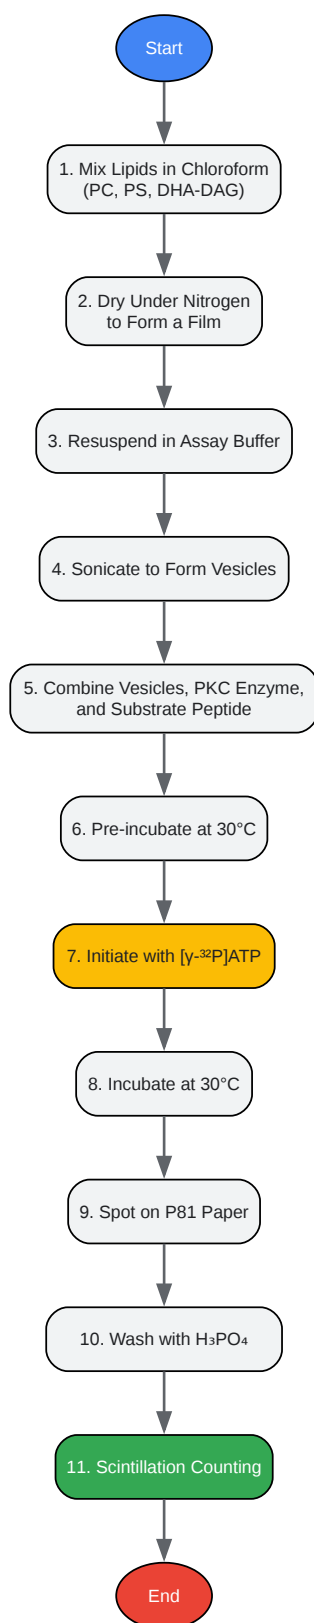 Start
1. Mix Lipids in Chloroform
(PC, PS, DHA-DAG)
2. Dry Under Nitrogen
to Form a Film
3. Resuspend in Assay Buffer
4. Sonicate to Form Vesicles
5. Combine Vesicles, PKC Enzyme,
and Substrate Peptide
6. Pre-incubate at 30°C
7. Initiate with [γ-³²P]ATP
8. Incubate at 30°C
9. Spot on P81 Paper
10. Wash with H₃PO₄
11. Scintillation Counting
End